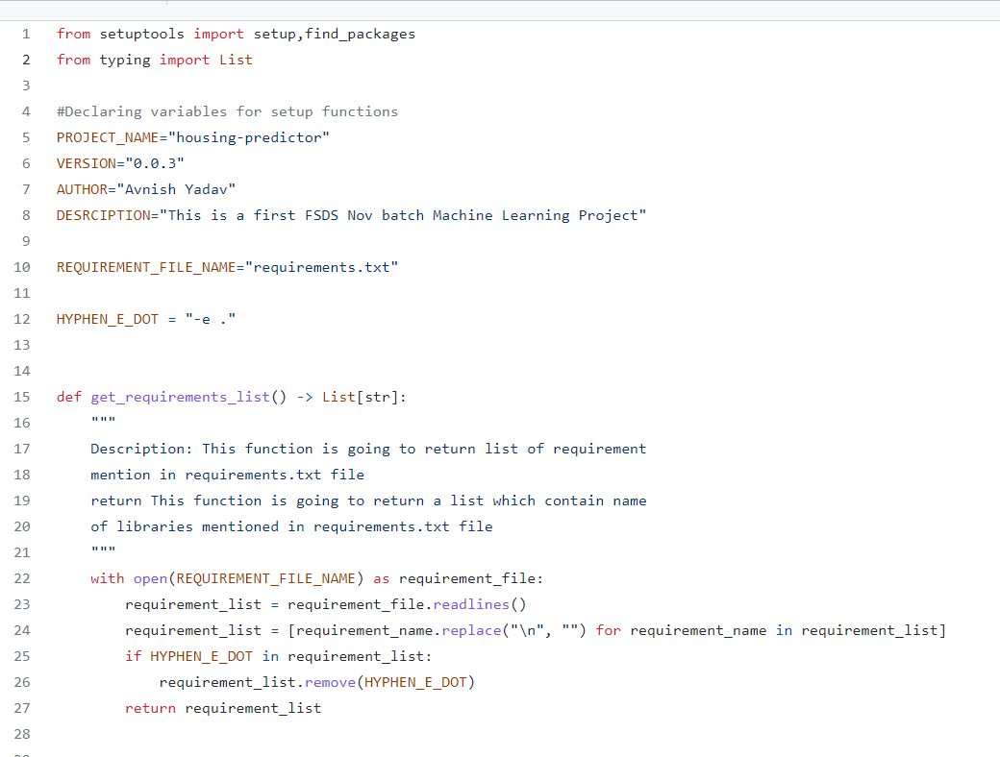 1 from setuptools import setup,find_packages
2 from typing import List
3
4 #Declaring variables for setup functions
5 PROJECT_NAME="housing-predictor"
6 VERSION="0.0.3"
7 AUTHOR="Avnish Yadav"
8 DESRCIPTION="This is a first FSDS Nov batch Machine Learning Project"
9
10 REQUIREMENT_FILE_NAME="requirements.txt"
11
12 HYPHEN_E_DOT = "-e ."
13
14
15 def get_requirements_list() -> List[str]:
16     """
17     Description: This function is going to return list of requirement
18     mention in requirements.txt file
19     return This function is going to return a list which contain name
20     of libraries mentioned in requirements.txt file
21     """
22     with open(REQUIREMENT_FILE_NAME) as requirement_file:
23         requirement_list = requirement_file.readlines()
24         requirement_list = [requirement_name.replace("\n", "") for requirement_name in requirement_list]
25         if HYPHEN_E_DOT in requirement_list:
26             requirement_list.remove(HYPHEN_E_DOT)
27         return requirement_list
28